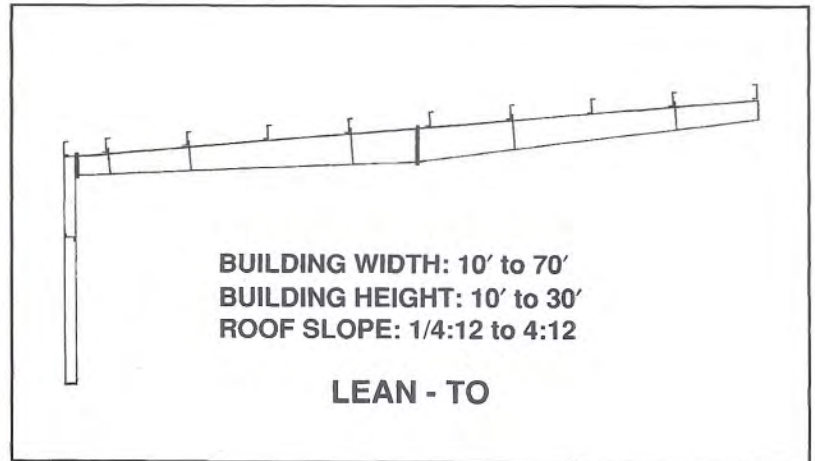 BUILDING WIDTH: 10′ to 70′
BUILDING HEIGHT: 10′ to 30′
ROOF SLOPE: 1/4:12 to 4:12
LEAN - TO